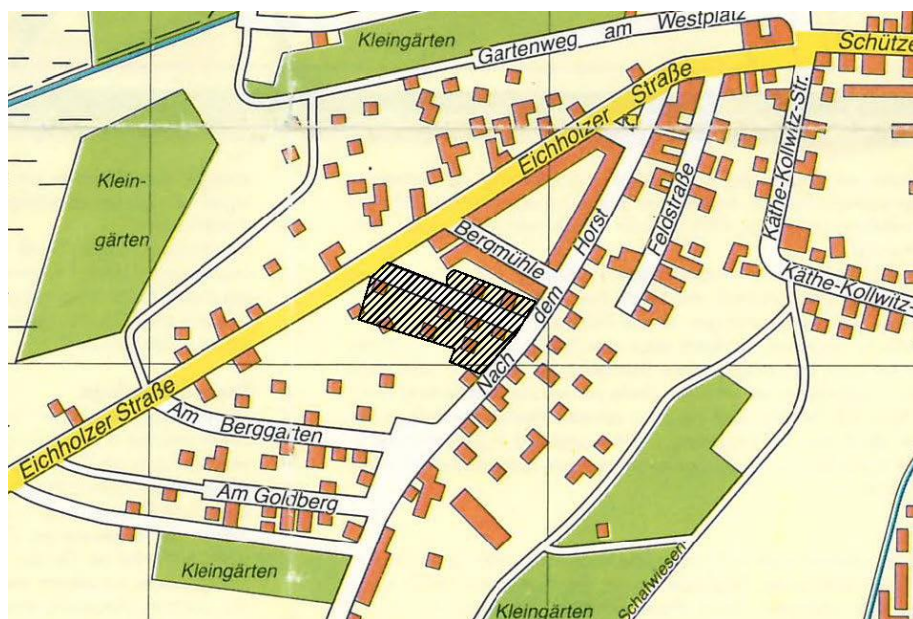 Kleingärten
Gartenweg am Westplatz
Schütze
Eichholzer Straße
Käthe-Kollwitz-Str.
Klein-
gärten
Feldstraße
Bergmühle
Nach dem Horst
Käthe-Kollwitz-
Eichholzer Straße
Am Berggarten
Am Goldberg
Kleingärten
Schafwiesen
Kleingärten